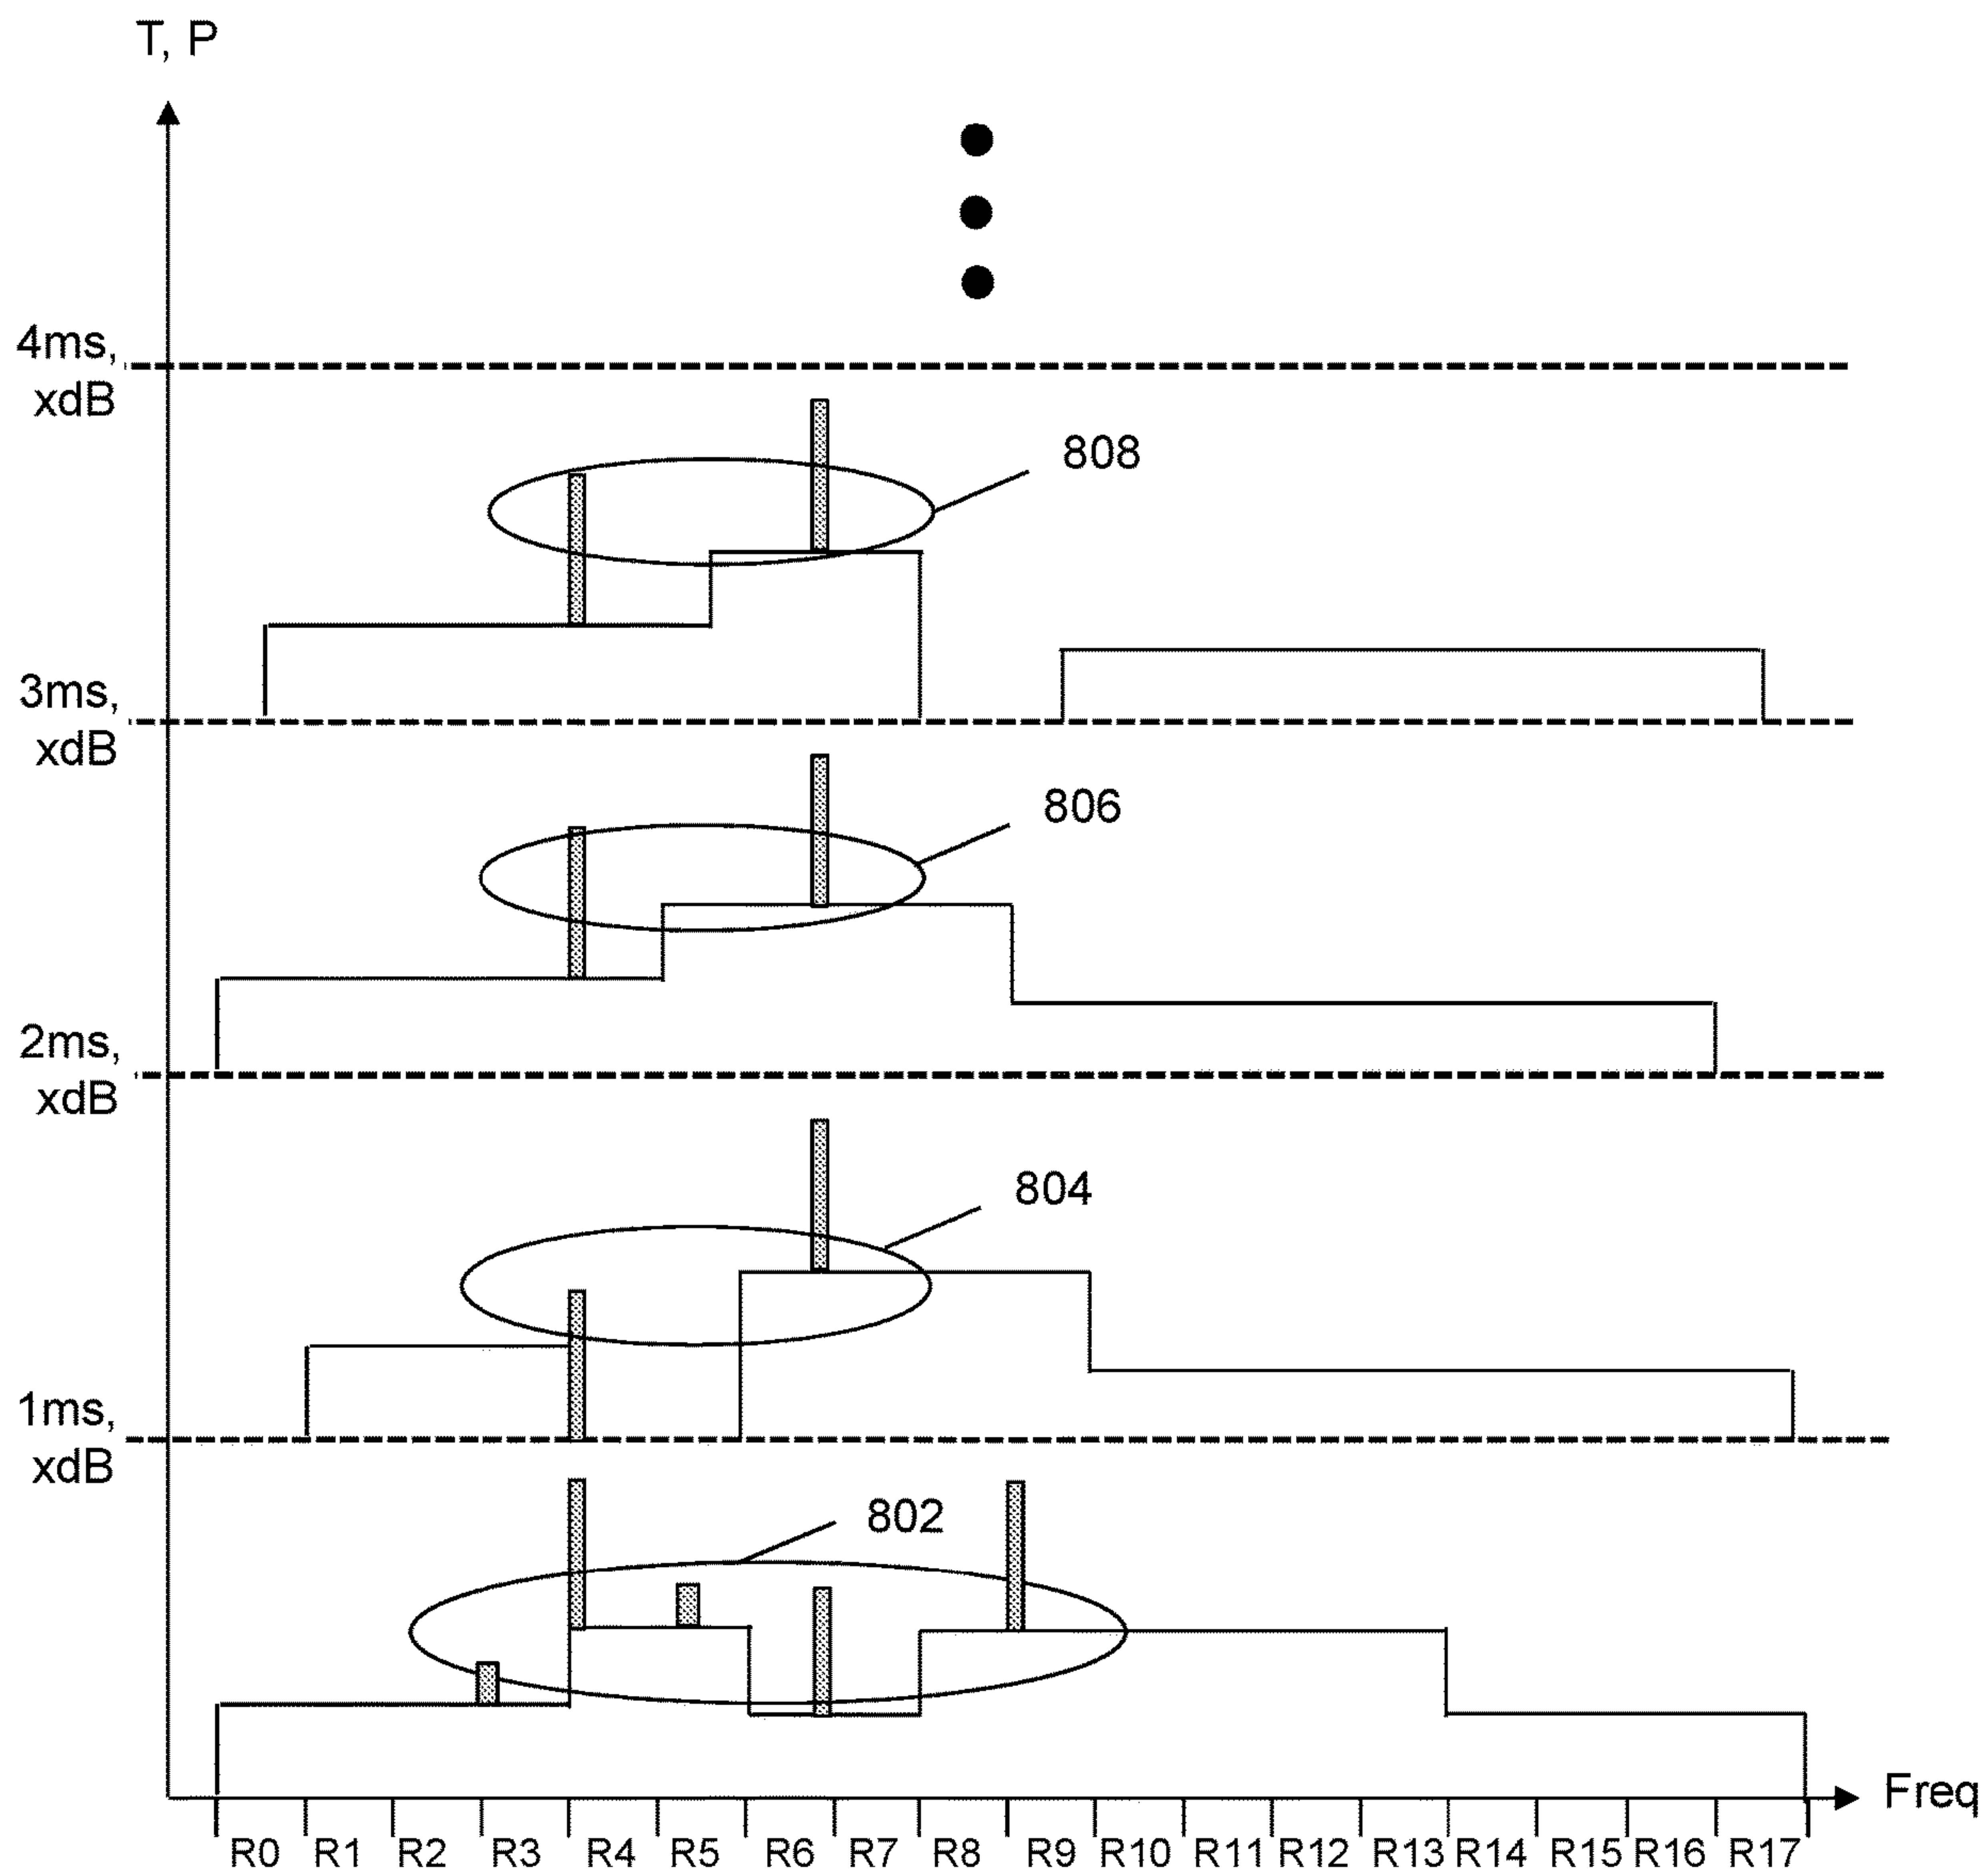 T, P
4ms,
xdB
808
3ms,
xdB
806
2ms,
xdB
804
1ms,
xdB
802
Freq
R0 R1 R2 R3 R4 R5 R6 R7 R8 R9 R10 R11 R12 R13 R14 R15 R16 R17